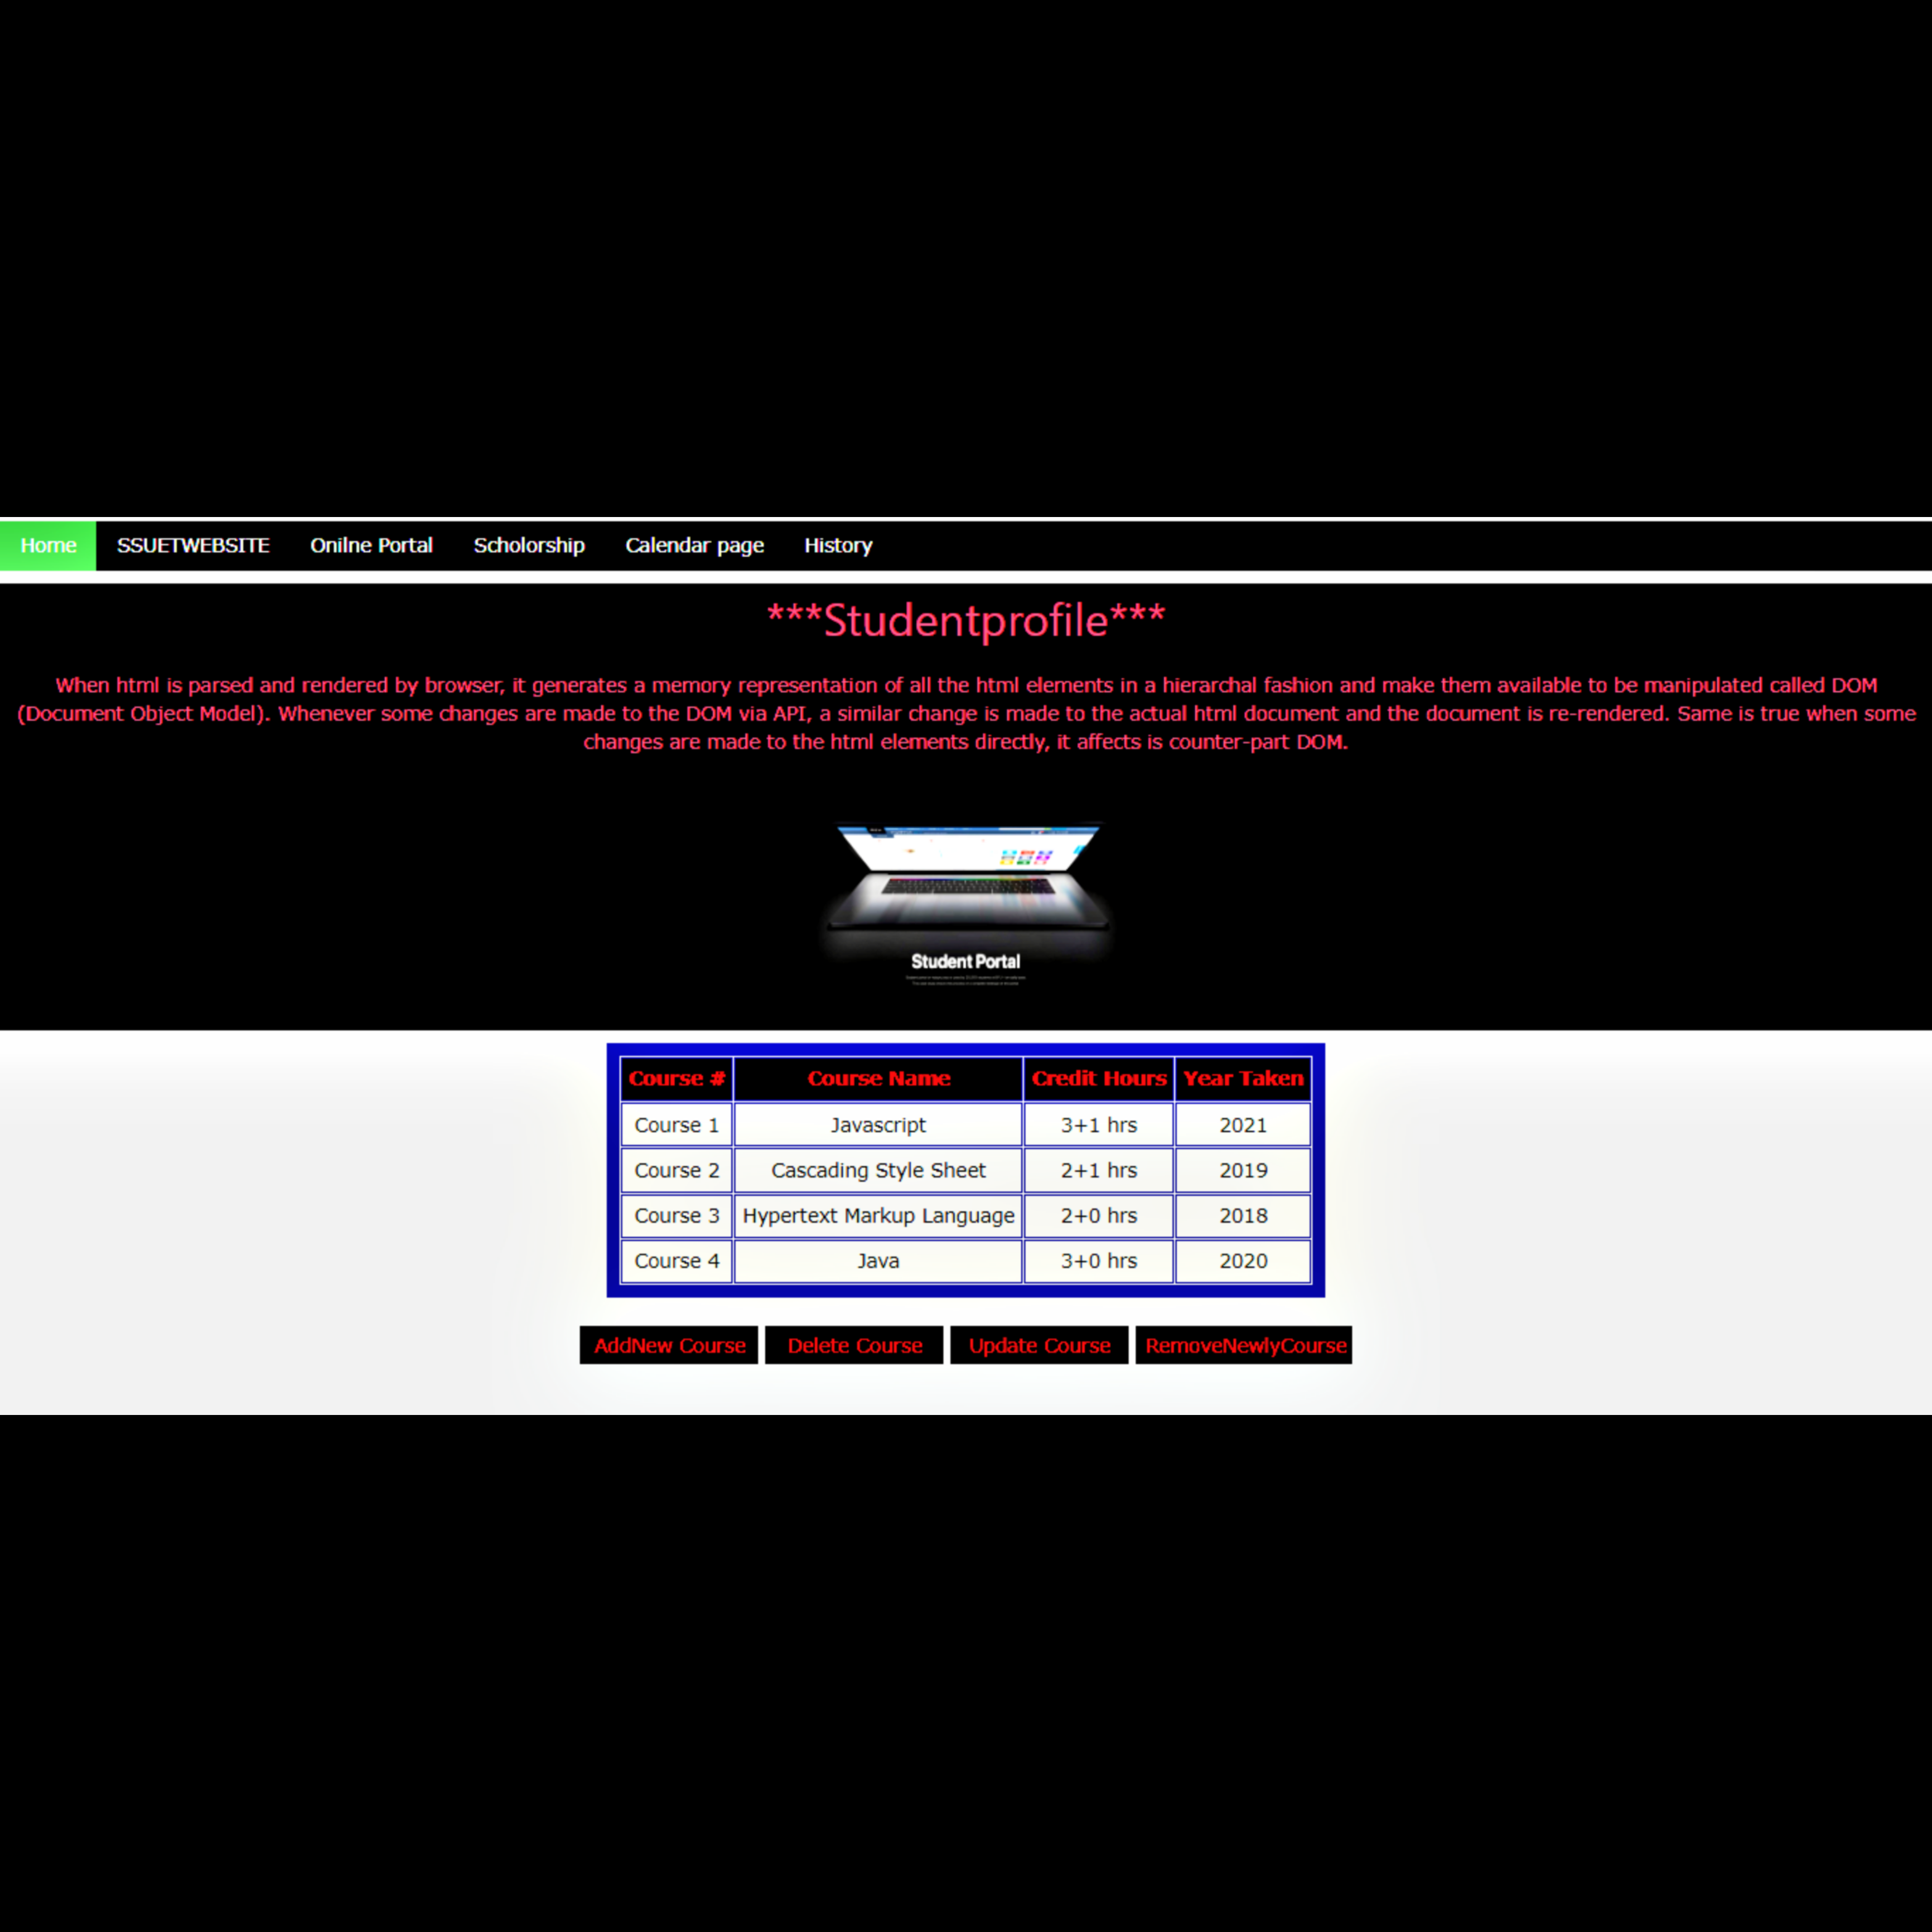 Home SSUETWEBSITE Onilne Portal Scholorship Calendar page History
***Studentprofile***
When html is parsed and rendered by browser, it generates a memory representation of all the html elements in a hierarchal fashion and make them available to be manipulated called DOM
(Document Object Model). Whenever some changes are made to the DOM via API, a similar change is made to the actual html document and the document is re-rendered. Same is true when some
changes are made to the html elements directly, it affects is counter-part DOM.
Student Portal
Course # Course Name Credit Hours Year Taken
Course 1 Javascript 3+1 hrs 2021
Course 2 Cascading Style Sheet 2+1 hrs 2019
Course 3 Hypertext Markup Language 2+0 hrs 2018
Course 4 Java 3+0 hrs 2020
AddNew Course Delete Course Update Course RemoveNewlyCourse